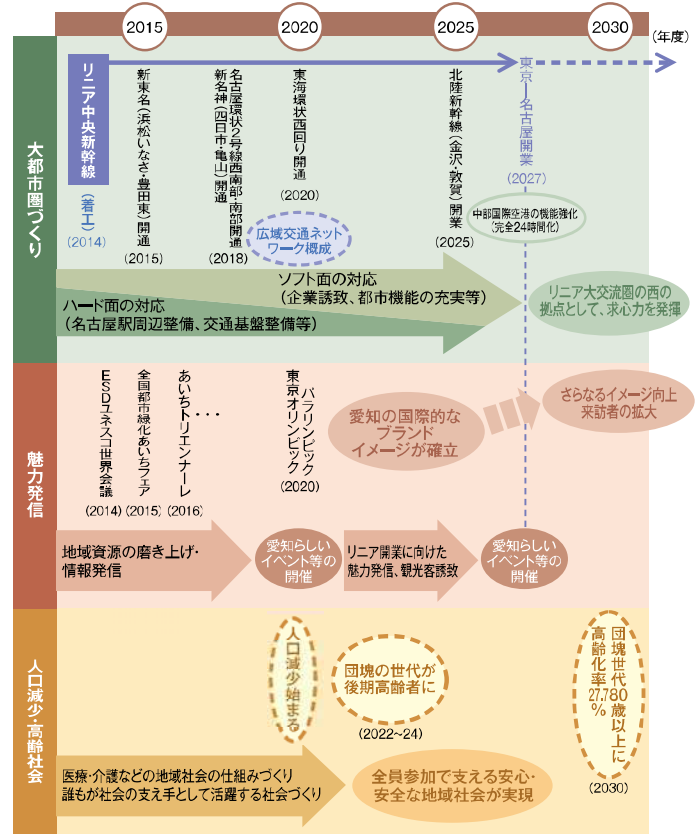 2015
2020
2025
2030
(年度)
大都市圏づくり
リニア中央新幹線
(着工)
(2014)
新東名(浜松いなさ・豊田東)開通
(2015)
名古屋環状2号線西南部・南部開通
新名神(四日市・亀山)開通
(2018)
東海環状西回り開通
(2020)
広域交通ネット
ワーク概成
北陸新幹線(金沢・敦賀)開業
(2025)
東京―名古屋開業
(2027)
中部国際空港の機能強化
(完全24時間化)
ソフト面の対応
(企業誘致、都市機能の充実等)
ハード面の対応
(名古屋駅周辺整備、交通基盤整備等)
リニア大交流圏の西の
拠点として、求心力を発揮
魅力発信
ESDユネスコ世界会議
(2014)
全国都市緑化あいちフェア
(2015)
あいちトリエンナーレ
(2016)
・・・
東京オリンピック
パラリンピック
(2020)
愛知の国際的な
ブランド
イメージが確立
さらなるイメージ向上
来訪者の拡大
地域資源の磨き上げ・
情報発信
愛知らしい
イベント等の
開催
リニア開業に向けた
魅力発信、観光客誘致
愛知らしい
イベント等の
開催
人口減少・高齢社会
人口減少始まる
団塊の世代が
後期高齢者に
(2022~24)
団塊世代80歳以上に
高齢化率27.7%
(2030)
医療・介護などの地域社会の仕組みづくり
誰もが社会の支え手として活躍する社会づくり
全員参加で支える安心・
安全な地域社会が実現